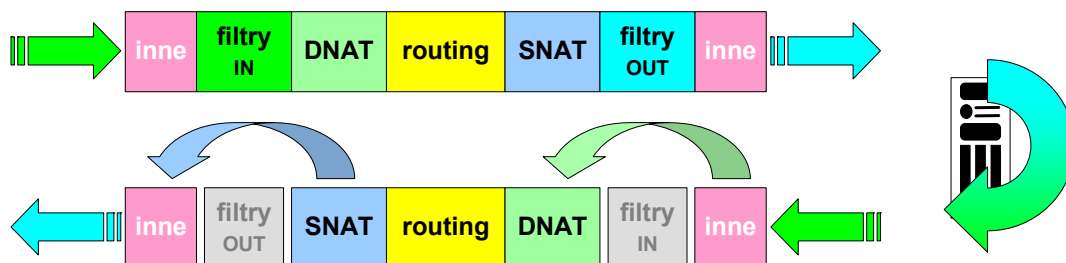 inne filtry IN DNAT routing SNAT filtry OUT inne
inne filtry OUT SNAT routing DNAT filtry IN inne